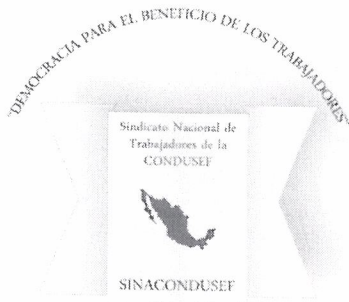 "DEMOCRACIA PARA EL BENEFICIO DE LOS TRABAJADORES"
Sindicato Nacional de
Trabajadores de la
CONDUSEF
SINACONDUSEF